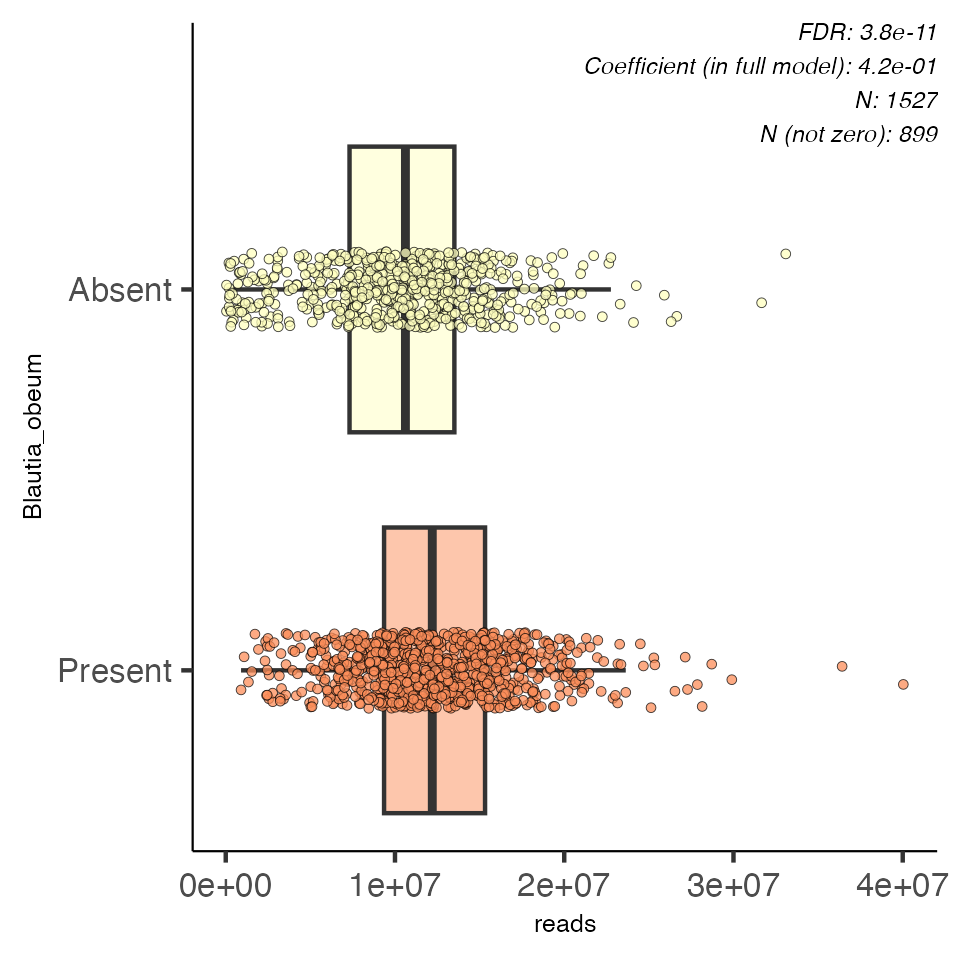 FDR: 3.8e-11
Coefficient (in full model): 4.2e-01
N: 1527
N (not zero): 899
Absent
Blautia_obeum
Present
0e+00 1e+07 2e+07 3e+07 4e+07
reads